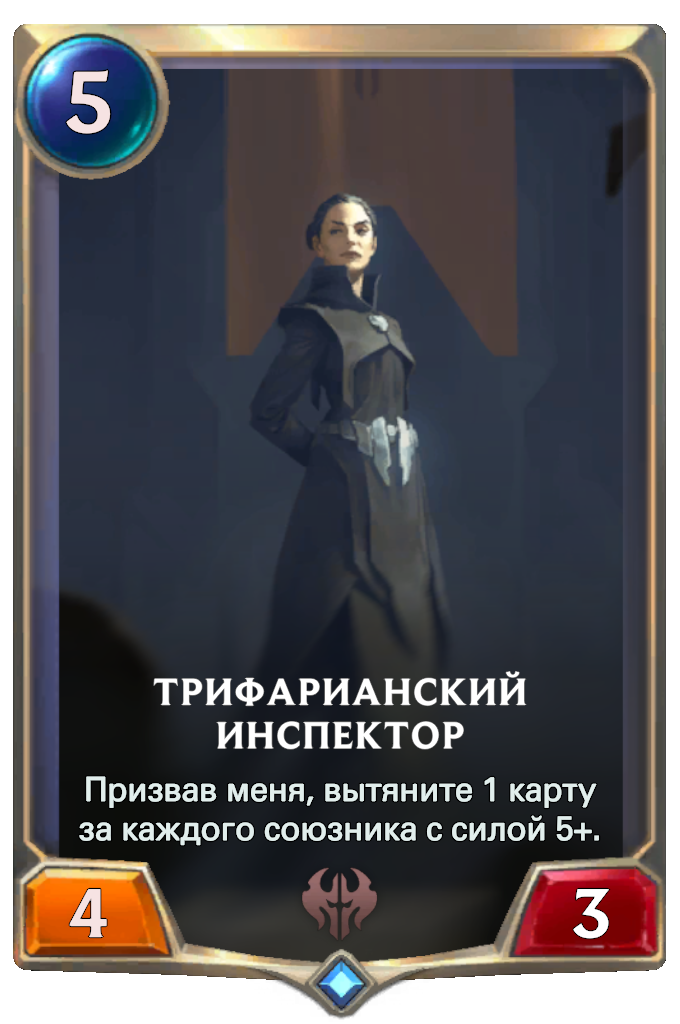 5
ТРИФАРИАНСКИЙ
ИНСПЕКТОР
Призвав меня, вытяните 1 карту
за каждого союзника с силой 5+.
4
3